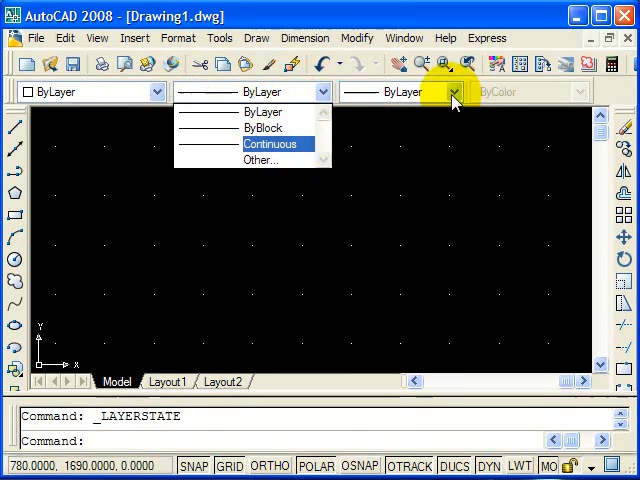 AutoCAD 2008 - [Drawing1.dwg]
File Edit View Insert Format Tools Draw Dimension Modify Window Help Express
ByLayer ByLayer ByLayer ByColor
ByLayer
ByBlock
Continuous
Other...
Y
X
Model Layout1 Layout2
Command: _LAYERSTATE
Command:
780.0000, 1690.0000, 0.0000 SNAP GRID ORTHO POLAR OSNAP OTRACK DUCS DYN LWT MO